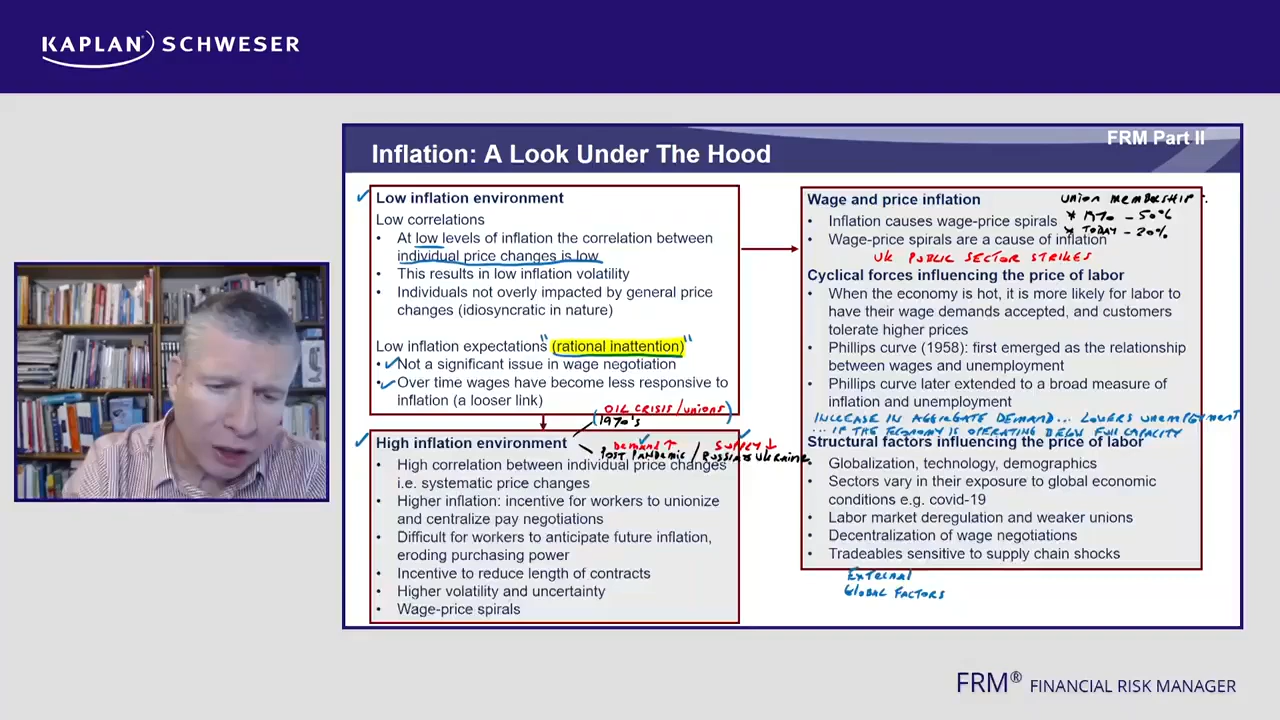 KAPLAN SCHWESER
FRM Part II
Inflation: A Look Under The Hood
Low inflation environment
Low correlations
• At low levels of inflation the correlation between
individual price changes is low
• This results in low inflation volatility
• Individuals not overly impacted by general price
changes (idiosyncratic in nature)
Low inflation expectations "(rational inattention)"
• Not a significant issue in wage negotiation
• Over time wages have become less responsive to
inflation (a looser link)
(OIL CRISIS/UNIONS)
1970's
High inflation environment
DEMAND ↑ SUPPLY ↓
POST PANDEMIC / RUSSIA & UKRAINE
• High correlation between individual price changes
i.e. systematic price changes
• Higher inflation: incentive for workers to unionize
and centralize pay negotiations
• Difficult for workers to anticipate future inflation,
eroding purchasing power
• Incentive to reduce length of contracts
• Higher volatility and uncertainty
• Wage-price spirals
Wage and price inflation
UNION MEMBERSHIP:
* 1970 - 50%
* TODAY - 20%
• Inflation causes wage-price spirals
• Wage-price spirals are a cause of inflation
UK PUBLIC SECTOR STRIKES
Cyclical forces influencing the price of labor
• When the economy is hot, it is more likely for labor to
have their wage demands accepted, and customers
tolerate higher prices
• Phillips curve (1958): first emerged as the relationship
between wages and unemployment
• Phillips curve later extended to a broad measure of
inflation and unemployment
INCREASE IN AGGREGATE DEMAND... LOWERS UNEMPLOYMENT
... IF THE ECONOMY IS OPERATING BELOW FULL CAPACITY
Structural factors influencing the price of labor
• Globalization, technology, demographics
• Sectors vary in their exposure to global economic
conditions e.g. covid-19
• Labor market deregulation and weaker unions
• Decentralization of wage negotiations
• Tradeables sensitive to supply chain shocks
EXTERNAL
GLOBAL FACTORS
FRM® FINANCIAL RISK MANAGER